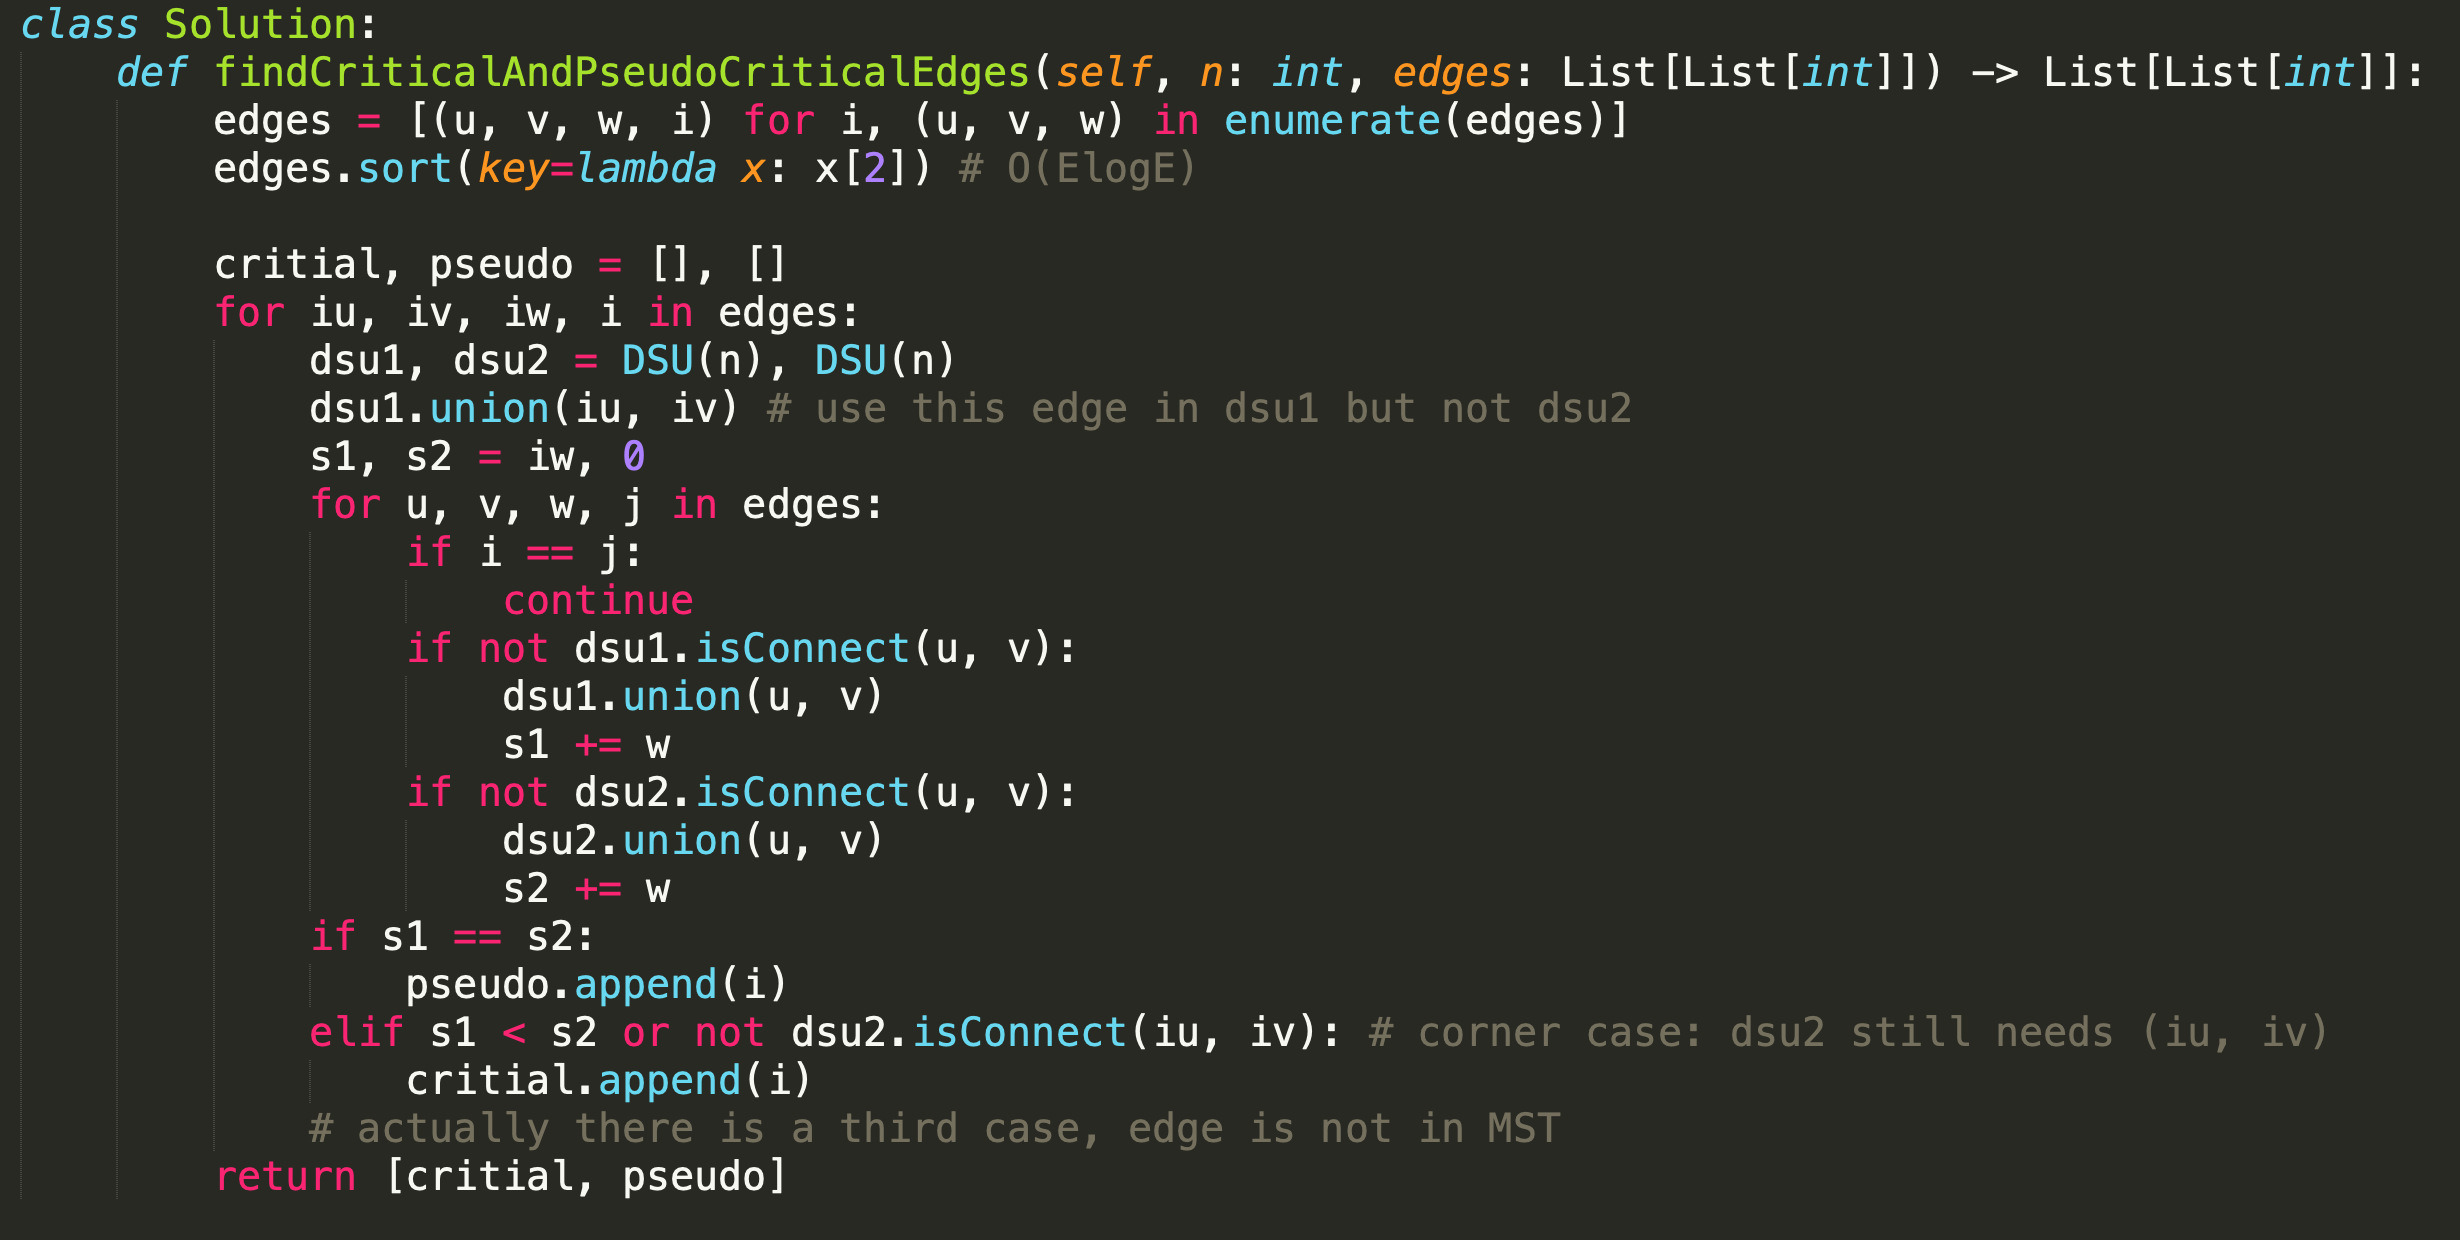 class Solution:
    def findCriticalAndPseudoCriticalEdges(self, n: int, edges: List[List[int]]) -> List[List[int]]:
        edges = [(u, v, w, i) for i, (u, v, w) in enumerate(edges)]
        edges.sort(key=lambda x: x[2]) # O(ElogE)

        critial, pseudo = [], []
        for iu, iv, iw, i in edges:
            dsu1, dsu2 = DSU(n), DSU(n)
            dsu1.union(iu, iv) # use this edge in dsu1 but not dsu2
            s1, s2 = iw, 0
            for u, v, w, j in edges:
                if i == j:
                    continue
                if not dsu1.isConnect(u, v):
                    dsu1.union(u, v)
                    s1 += w
                if not dsu2.isConnect(u, v):
                    dsu2.union(u, v)
                    s2 += w
            if s1 == s2:
                pseudo.append(i)
            elif s1 < s2 or not dsu2.isConnect(iu, iv): # corner case: dsu2 still needs (iu, iv)
                critial.append(i)
            # actually there is a third case, edge is not in MST
        return [critial, pseudo]